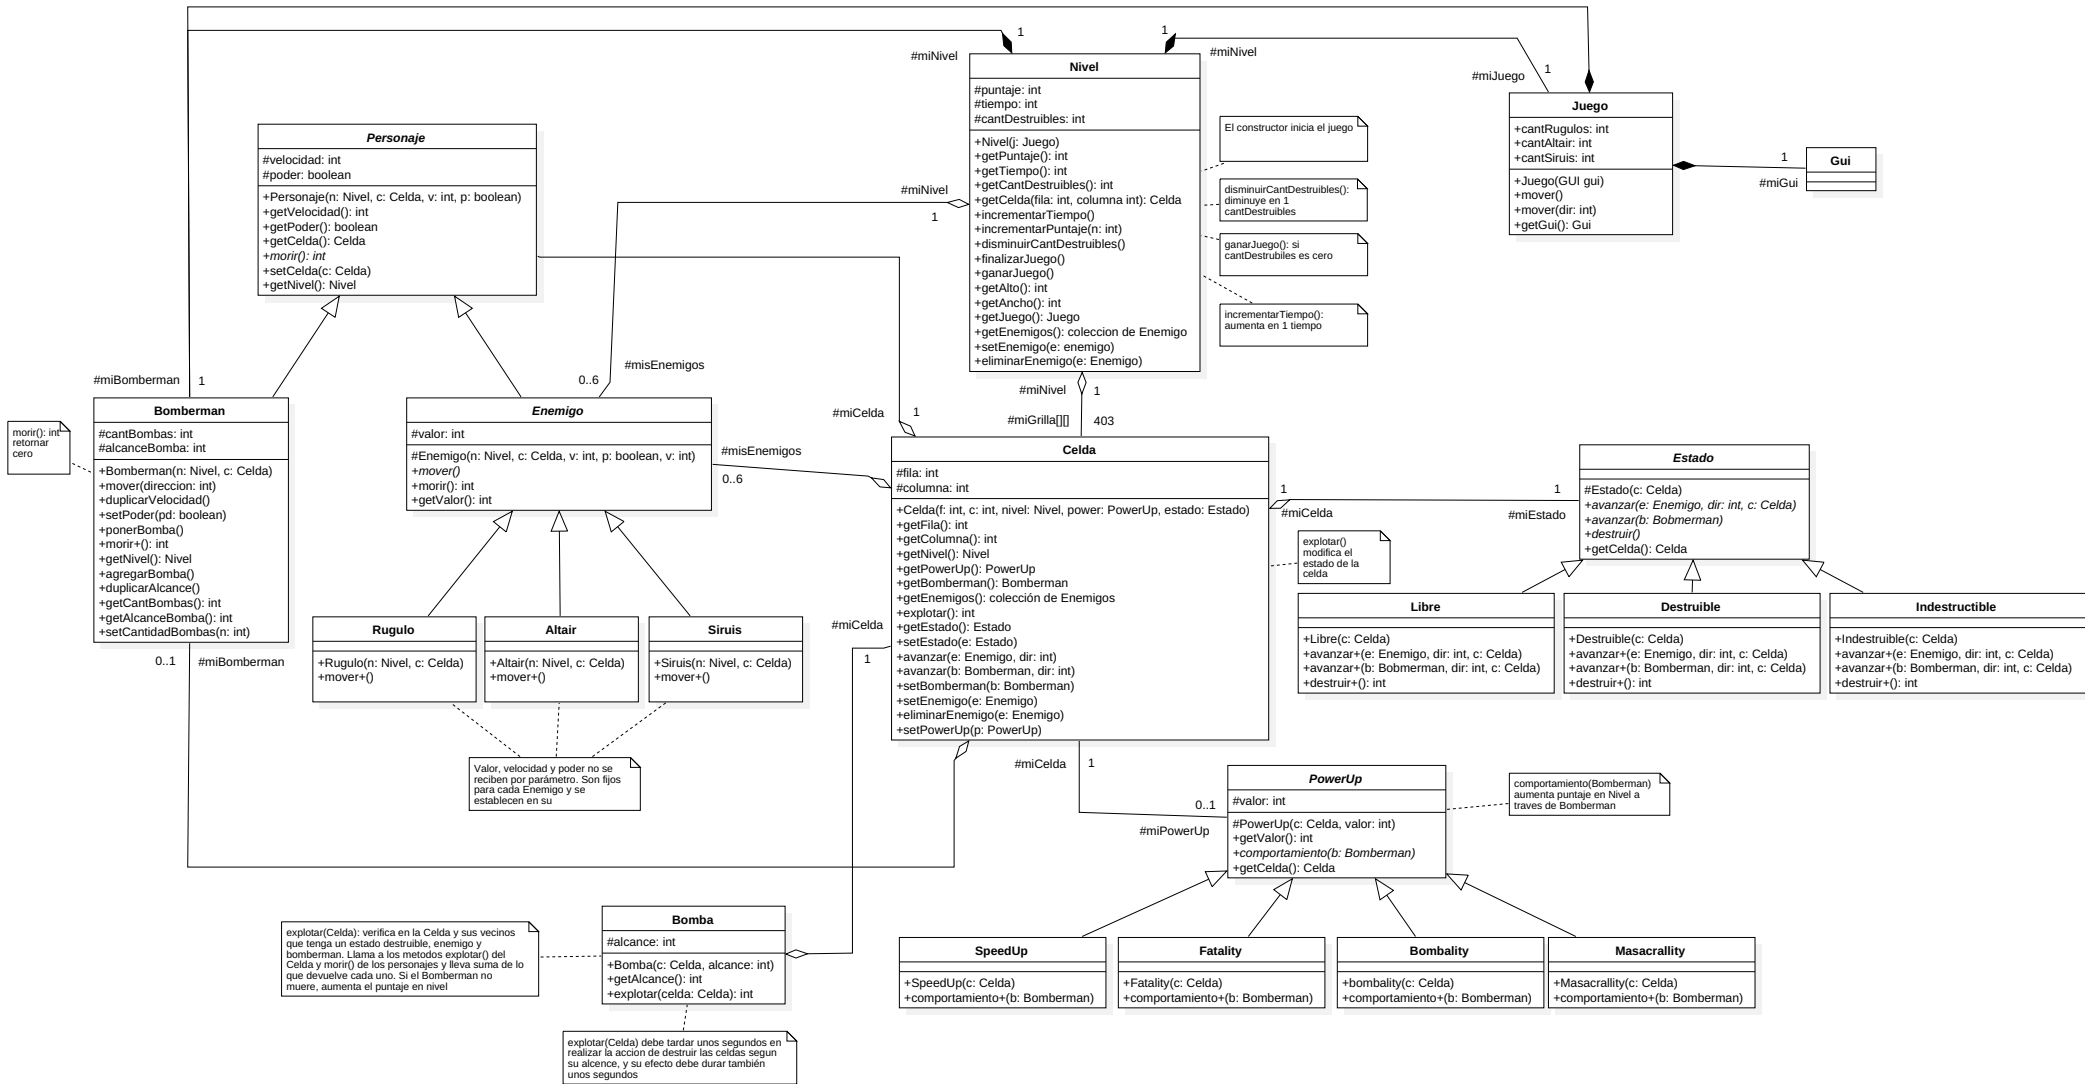 1
#miNivel
1
#miNivel
#miJuego
1
Nivel
#puntaje: int
#tiempo: int
#cantDestruibles: int
+Nivel(j: Juego)
+getPuntaje(): int
+getTiempo(): int
+getCantDestruibles(): int
+getCelda(fila: int, columna int): Celda
+incrementarTiempo()
+incrementarPuntaje(n: int)
+disminuirCantDestruibles()
+finalizarJuego()
+ganarJuego()
+getAlto(): int
+getAncho(): int
+getJuego(): Juego
+getEnemigos(): coleccion de Enemigo
+setEnemigo(e: enemigo)
+eliminarEnemigo(e: Enemigo)
El constructor inicia el juego
disminuirCantDestruibles():
diminuye en 1
cantDestruibles
ganarJuego(): si
cantDestrubiles es cero
incrementarTiempo():
aumenta en 1 tiempo
Juego
+cantRugulos: int
+cantAltair: int
+cantSiruis: int
+Juego(GUI gui)
+mover()
+mover(dir: int)
+getGui(): Gui
1
#miGui
Gui
Personaje
#velocidad: int
#poder: boolean
+Personaje(n: Nivel, c: Celda, v: int, p: boolean)
+getVelocidad(): int
+getPoder(): boolean
+getCelda(): Celda
+morir(): int
+setCelda(c: Celda)
+getNivel(): Nivel
#miNivel
1
#misEnemigos
0..6
#miBomberman
1
morir(): int
retornar
cero
Bomberman
#cantBombas: int
#alcanceBomba: int
+Bomberman(n: Nivel, c: Celda)
+mover(direccion: int)
+duplicarVelocidad()
+setPoder(pd: boolean)
+ponerBomba()
+morir+(): int
+getNivel(): Nivel
+agregarBomba()
+duplicarAlcance()
+getCantBombas(): int
+getAlcanceBomba(): int
+setCantidadBombas(n: int)
0..1
#miBomberman
Enemigo
#valor: int
#Enemigo(n: Nivel, c: Celda, v: int, p: boolean, v: int)
+mover()
+morir(): int
+getValor(): int
#misEnemigos
0..6
#miCelda
1
#miNivel
1
#miGrilla[][]
403
Rugulo
+Rugulo(n: Nivel, c: Celda)
+mover+()
Altair
+Altair(n: Nivel, c: Celda)
+mover+()
Siruis
+Siruis(n: Nivel, c: Celda)
+mover+()
Valor, velocidad y poder no se
reciben por parámetro. Son fijos
para cada Enemigo y se
establecen en su
Celda
#fila: int
#columna: int
+Celda(f: int, c: int, nivel: Nivel, power: PowerUp, estado: Estado)
+getFila(): int
+getColumna(): int
+getNivel(): Nivel
+getPowerUp(): PowerUp
+getBomberman(): Bomberman
+getEnemigos(): colección de Enemigos
+explotar(): int
+getEstado(): Estado
+setEstado(e: Estado)
+avanzar(e: Enemigo, dir: int)
+avanzar(b: Bomberman, dir: int)
+setBomberman(b: Bomberman)
+setEnemigo(e: Enemigo)
+eliminarEnemigo(e: Enemigo)
+setPowerUp(p: PowerUp)
#miCelda
1
1
#miCelda
1
#miEstado
explotar()
modifica el
estado de la
celda
Estado
#Estado(c: Celda)
+avanzar(e: Enemigo, dir: int, c: Celda)
+avanzar(b: Bobmerman)
+destruir()
+getCelda(): Celda
Libre
+Libre(c: Celda)
+avanzar+(e: Enemigo, dir: int, c: Celda)
+avanzar+(b: Bobmerman, dir: int, c: Celda)
+destruir+(): int
Destruible
+Destruible(c: Celda)
+avanzar+(e: Enemigo, dir: int, c: Celda)
+avanzar+(b: Bomberman, dir: int, c: Celda)
+destruir+(): int
Indestructible
+Indestruible(c: Celda)
+avanzar+(e: Enemigo, dir: int, c: Celda)
+avanzar+(b: Bomberman, dir: int, c: Celda)
+destruir+(): int
#miCelda
1
0..1
#miPowerUp
PowerUp
#valor: int
#PowerUp(c: Celda, valor: int)
+getValor(): int
+comportamiento(b: Bomberman)
+getCelda(): Celda
comportamiento(Bomberman)
aumenta puntaje en Nivel a
traves de Bomberman
SpeedUp
+SpeedUp(c: Celda)
+comportamiento+(b: Bomberman)
Fatality
+Fatality(c: Celda)
+comportamiento+(b: Bomberman)
Bombality
+bombality(c: Celda)
+comportamiento+(b: Bomberman)
Masacrallity
+Masacrallity(c: Celda)
+comportamiento+(b: Bomberman)
Bomba
#alcance: int
+Bomba(c: Celda, alcance: int)
+getAlcance(): int
+explotar(celda: Celda): int
explotar(Celda): verifica en la Celda y sus vecinos
que tenga un estado destruible, enemigo y
bomberman. Llama a los metodos explotar() del
Celda y morir() de los personajes y lleva suma de lo
que devuelve cada uno. Si el Bomberman no
muere, aumenta el puntaje en nivel
explotar(Celda) debe tardar unos segundos en
realizar la accion de destruir las celdas segun
su alcence, y su efecto debe durar también
unos segundos